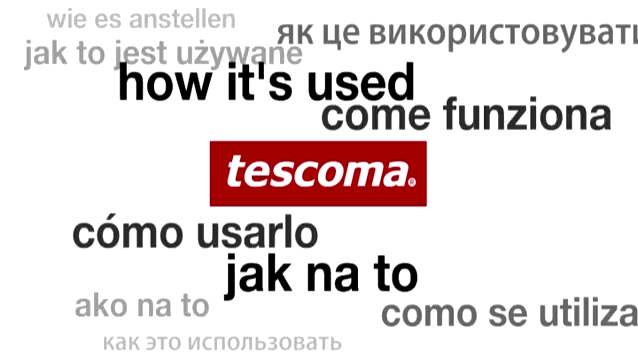 wie es anstellen
як це використовувати
jak to jest używane
how it's used
come funziona
tescoma®
cómo usarlo
jak na to
ako na to
como se utiliza
как это использовать